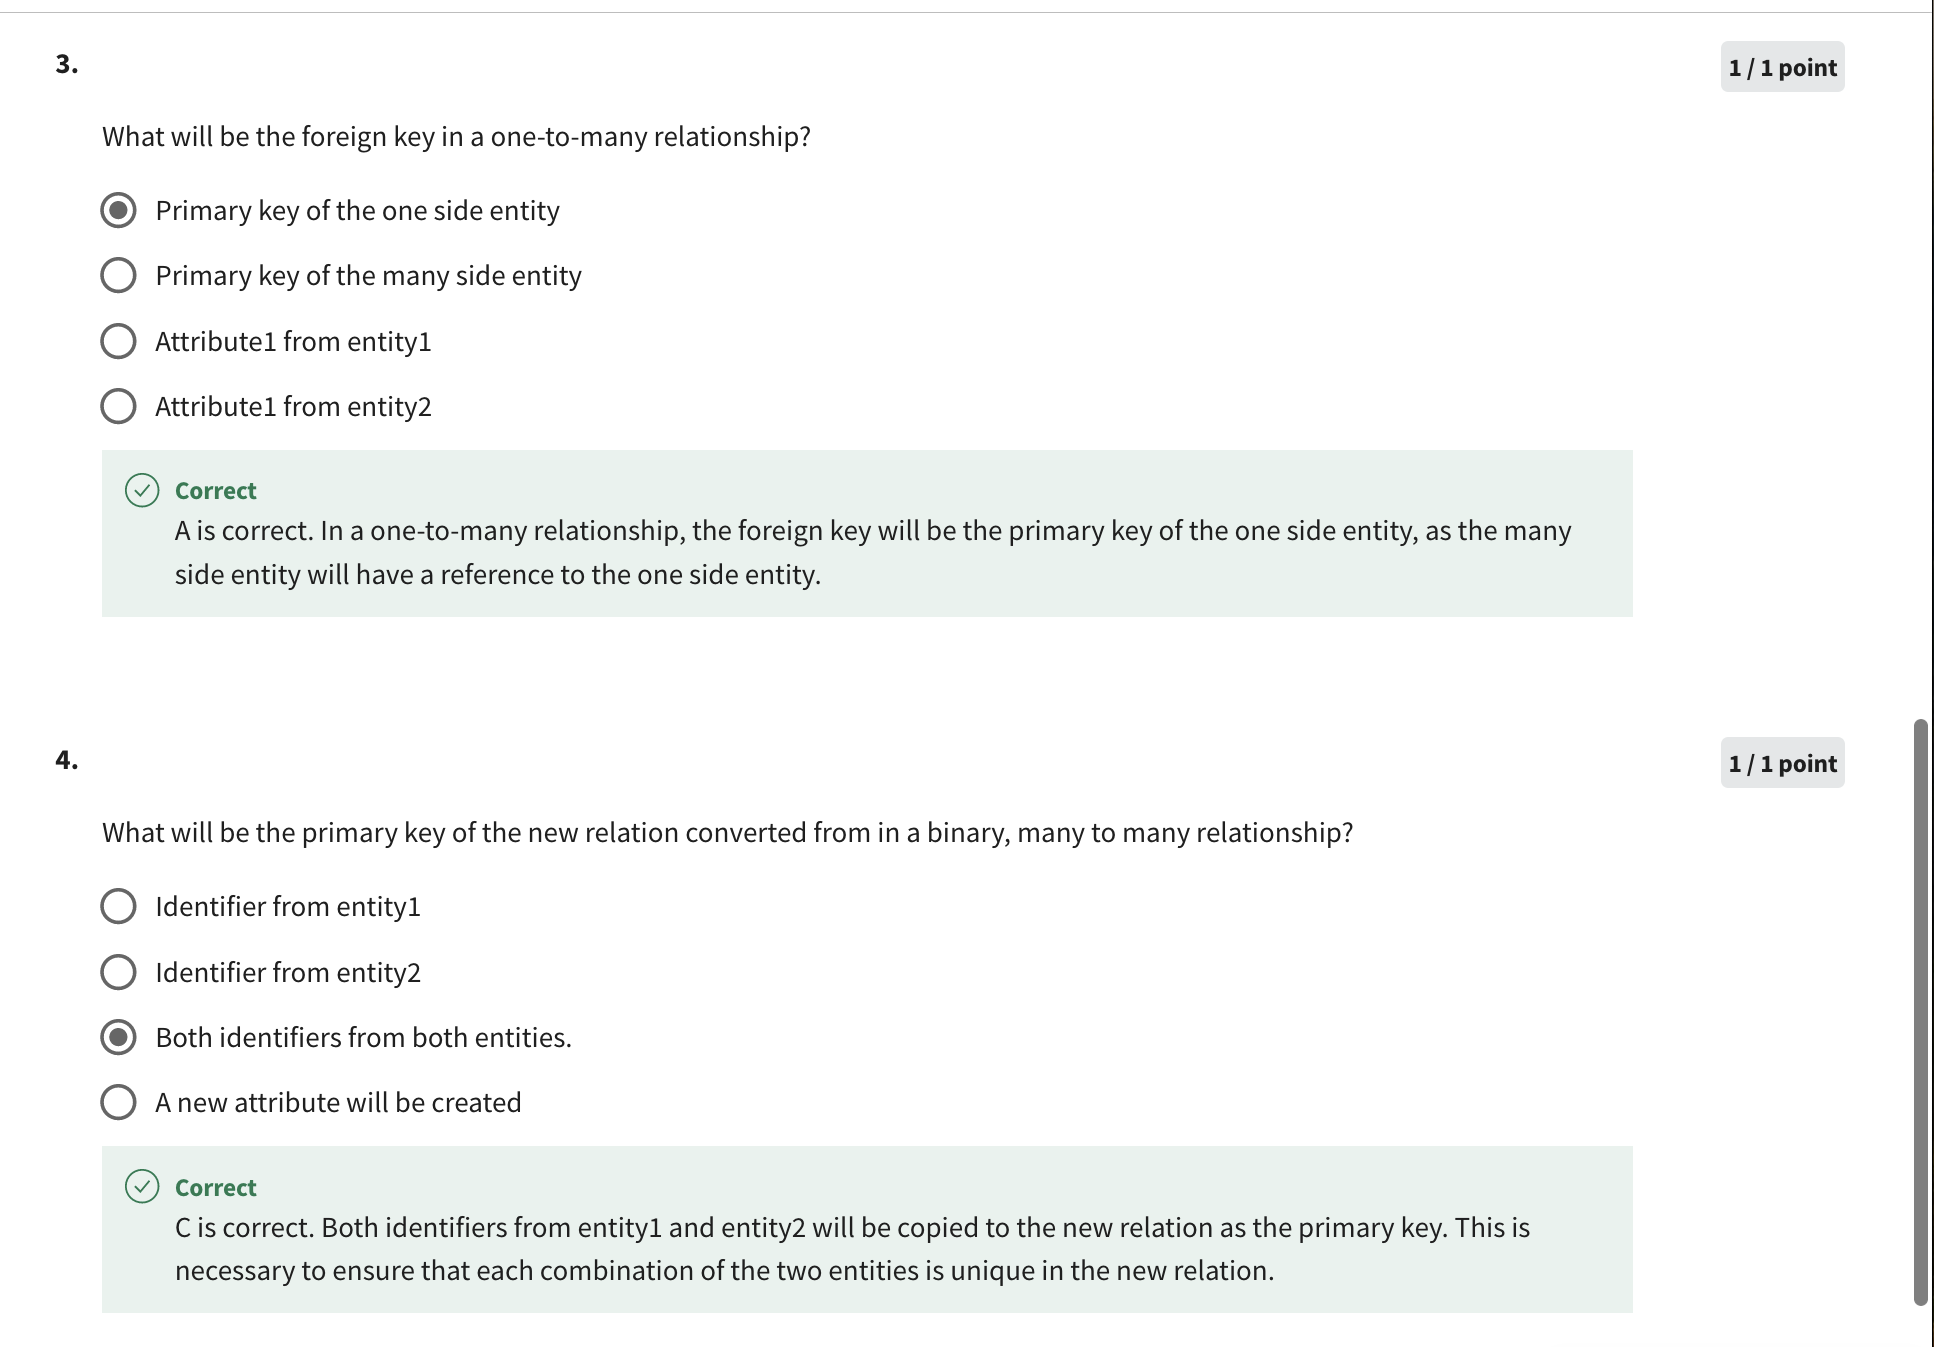 3.
1 / 1 point
What will be the foreign key in a one-to-many relationship?
Primary key of the one side entity
Primary key of the many side entity
Attribute1 from entity1
Attribute1 from entity2
Correct
A is correct. In a one-to-many relationship, the foreign key will be the primary key of the one side entity, as the many
side entity will have a reference to the one side entity.
4.
1 / 1 point
What will be the primary key of the new relation converted from in a binary, many to many relationship?
Identifier from entity1
Identifier from entity2
Both identifiers from both entities.
A new attribute will be created
Correct
C is correct. Both identifiers from entity1 and entity2 will be copied to the new relation as the primary key. This is
necessary to ensure that each combination of the two entities is unique in the new relation.